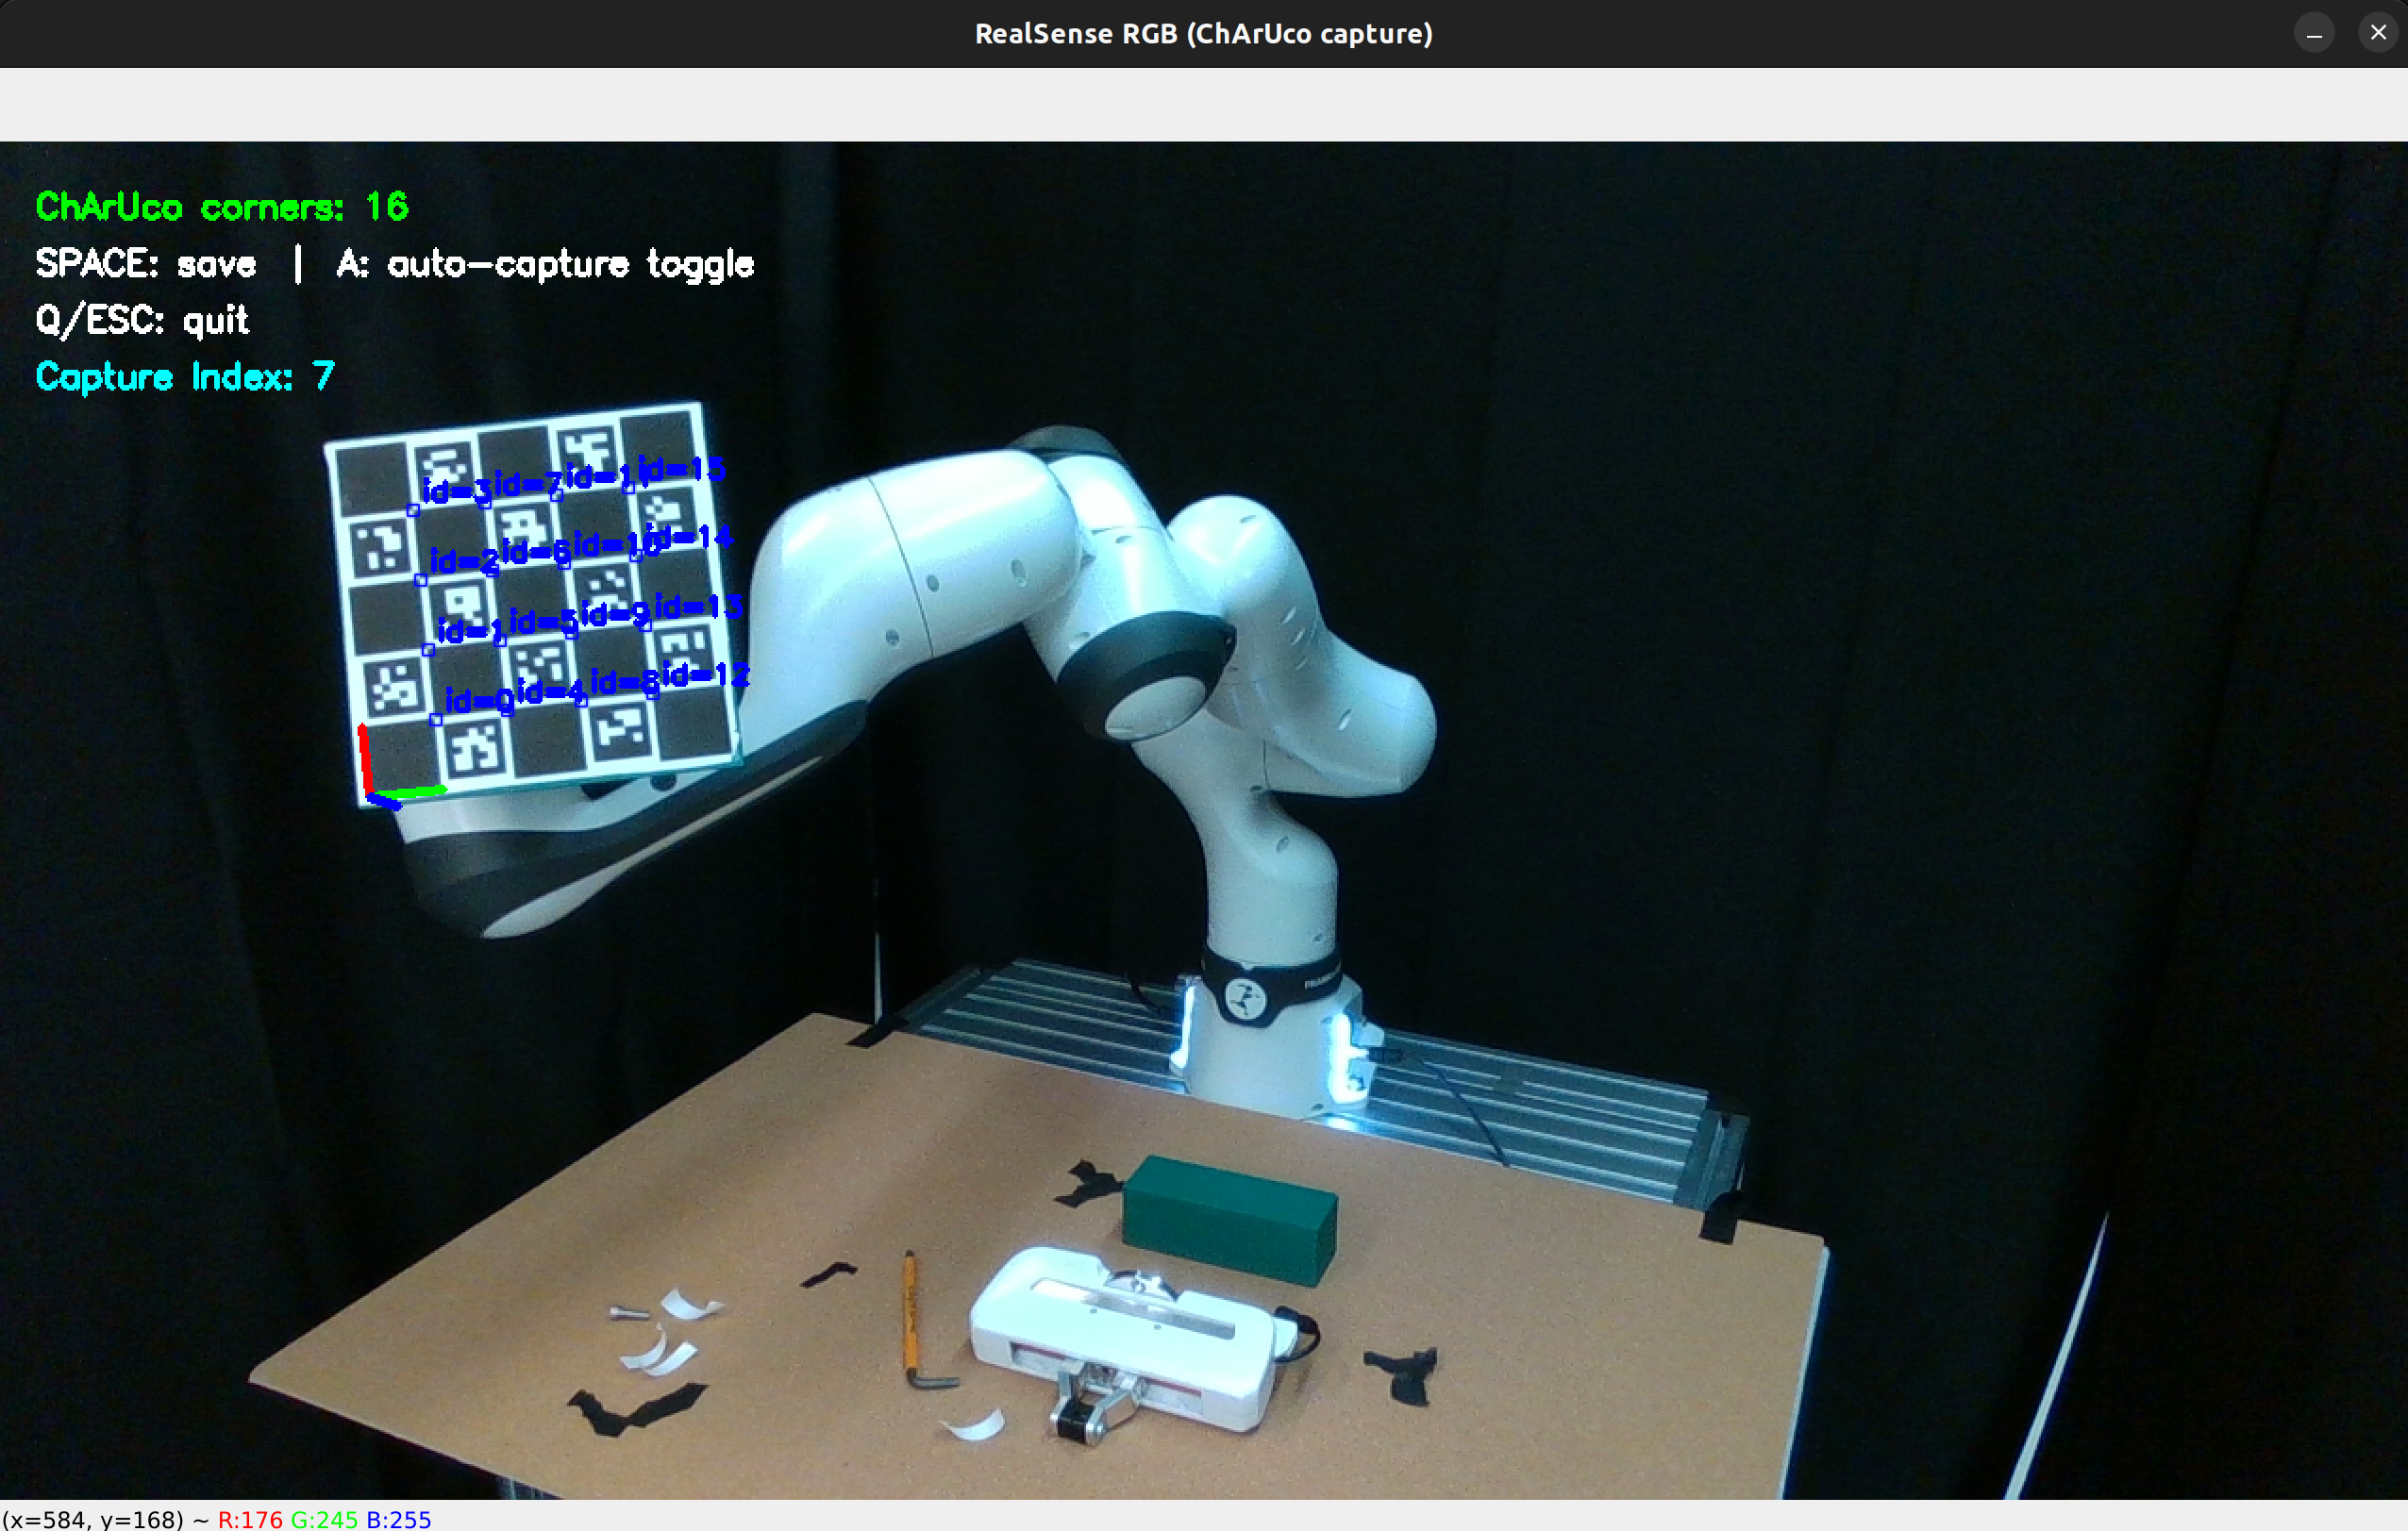 RealSense RGB (ChArUco capture)
ChArUco corners: 16
SPACE: save | A: auto-capture toggle
Q/ESC: quit
Capture Index: 7
id=3 id=7 id=11 id=15
id=2 id=6 id=10 id=14
id=1 id=5 id=9 id=13
id=0 id=4 id=8 id=12
(x=584, y=168) ~ R:176 G:245 B:255